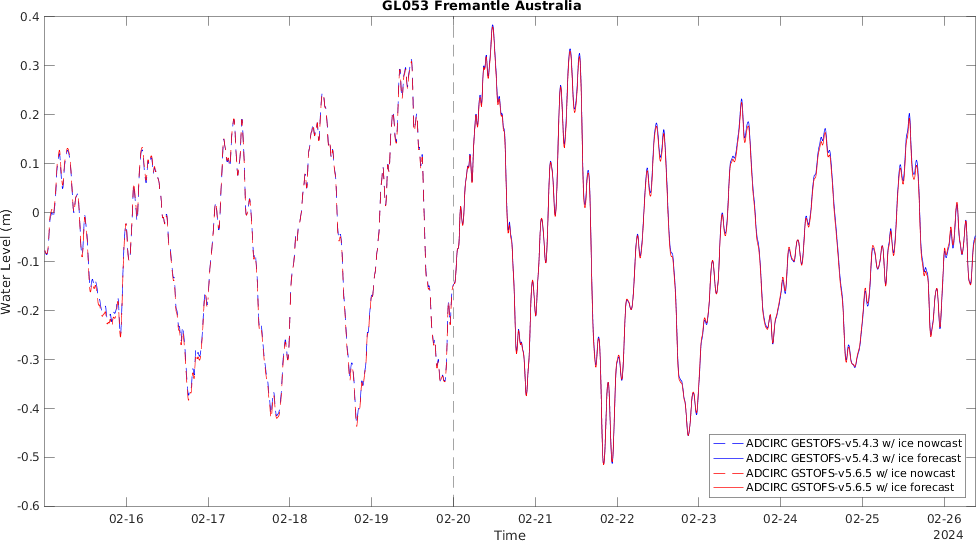 GL053 Fremantle Australia
0.4
0.3
0.2
0.1
0
-0.1
-0.2
-0.3
-0.4
-0.5
-0.6
Water Level (m)
ADCIRC GESTOFS-v5.4.3 w/ ice nowcast
ADCIRC GESTOFS-v5.4.3 w/ ice forecast
ADCIRC GSTOFS-v5.6.5 w/ ice nowcast
ADCIRC GSTOFS-v5.6.5 w/ ice forecast
02-16 02-17 02-18 02-19 02-20 02-21 02-22 02-23 02-24 02-25 02-26
Time
2024